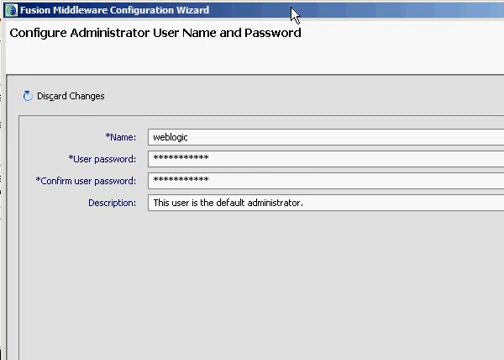 Fusion Middleware Configuration Wizard
Configure Administrator User Name and Password
Discard Changes
*Name: weblogic
*User password: ***********
*Confirm user password: ***********
Description: This user is the default administrator.